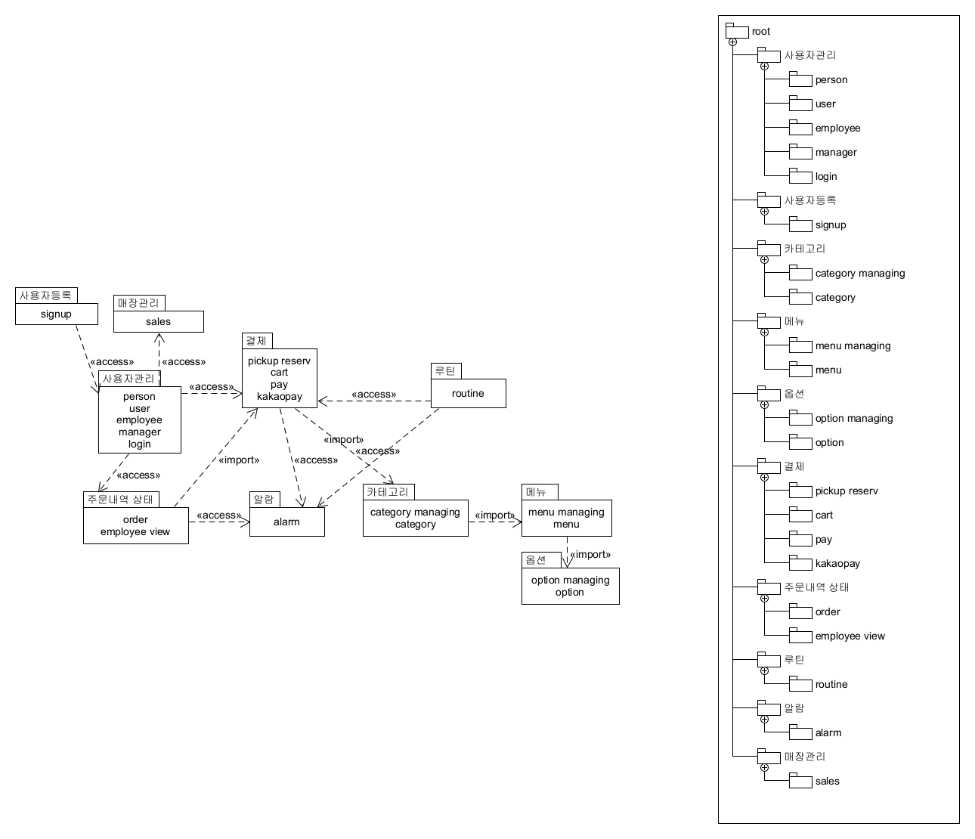 사용자등록
signup
매장관리
sales
«access»
«access»
사용자관리
person
user
employee
manager
login
«access»
결제
pickup reserv
cart
pay
kakaopay
루틴
routine
«access»
«import»
«access»
«access»
«import»
«access»
주문내역 상태
order
employee view
«access»
알람
alarm
카테고리
category managing
category
«import»
메뉴
menu managing
menu
«import»
옵션
option managing
option
root
사용자관리
person
user
employee
manager
login
사용자등록
signup
카테고리
category managing
category
메뉴
menu managing
menu
옵션
option managing
option
결제
pickup reserv
cart
pay
kakaopay
주문내역 상태
order
employee view
루틴
routine
알람
alarm
매장관리
sales